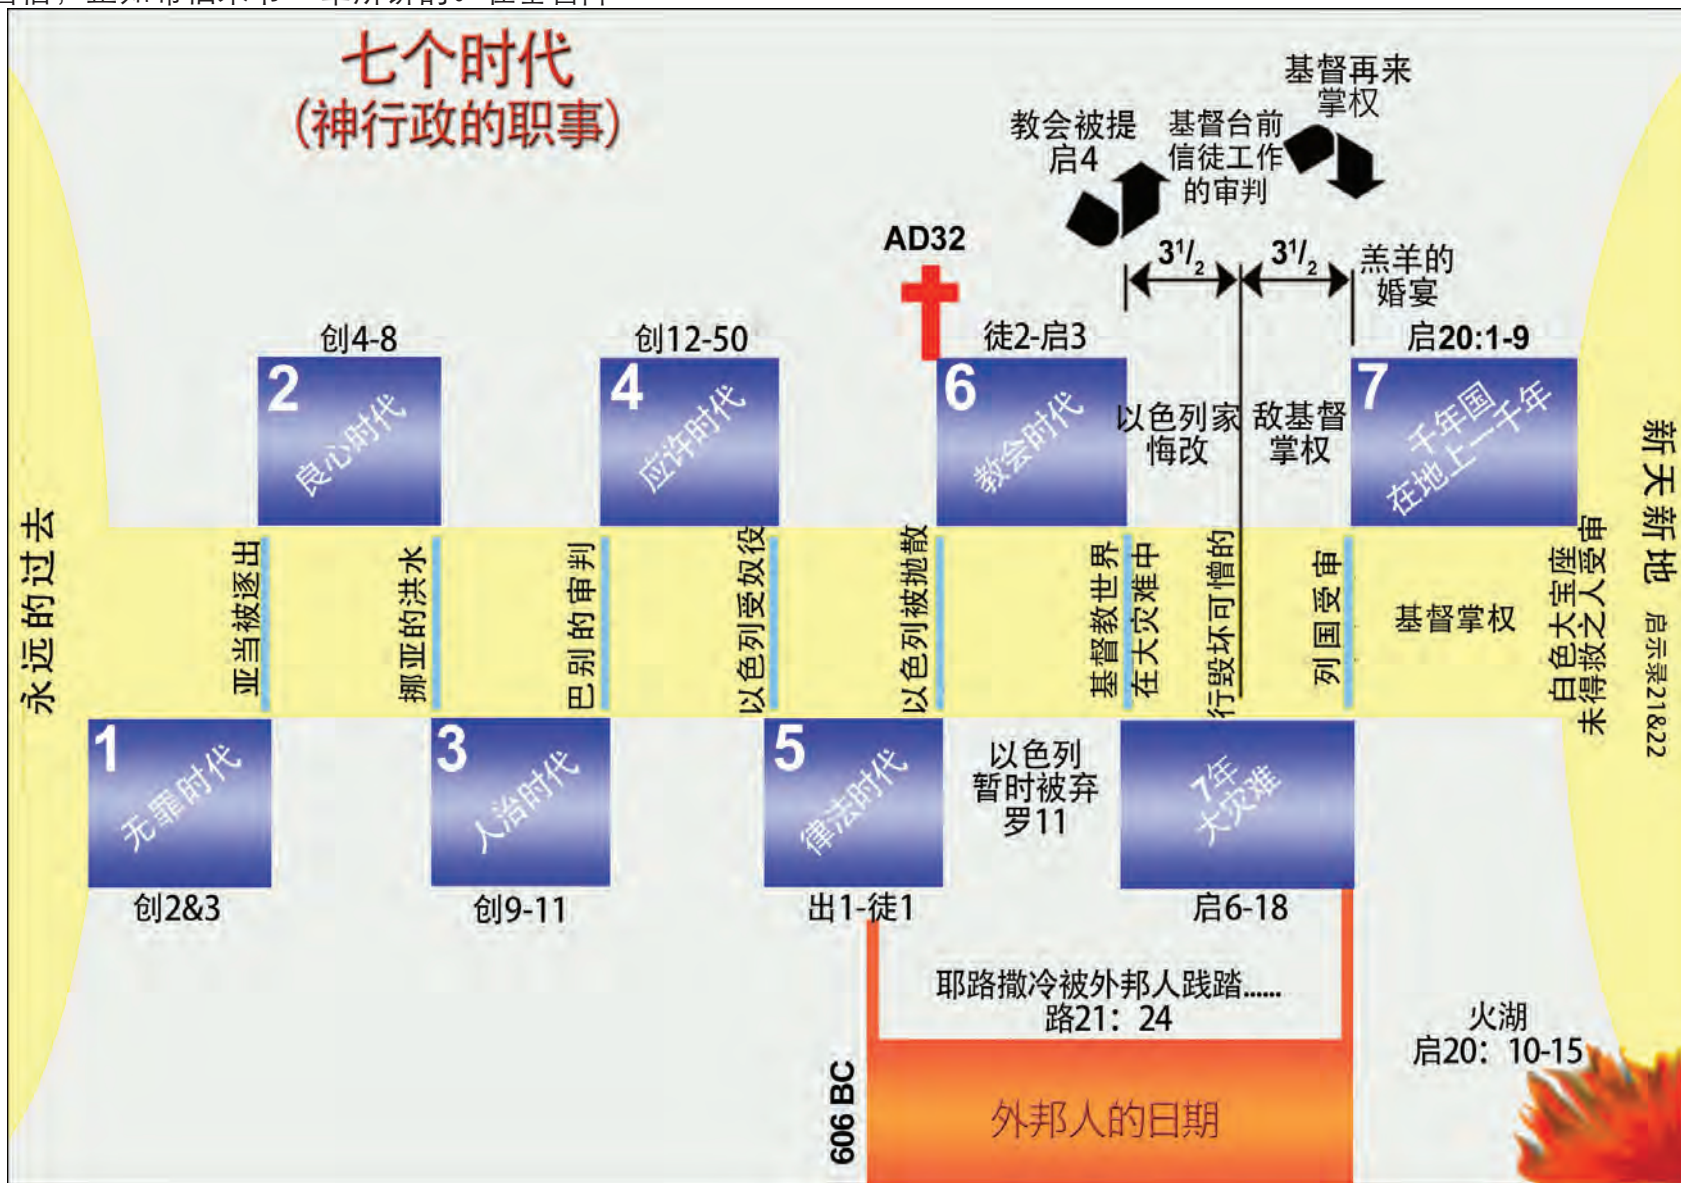 七个时代
(神行政的职事)
基督再来
掌权
教会被提
启4
基督台前
信徒工作
的审判
AD32
3 1/2
3 1/2
羔羊的
婚宴
创4-8
创12-50
徒2-启3
启20:1-9
2
良心时代
4
应许时代
6
教会时代
以色列家
悔改
敌基督
掌权
7
千年国
在地上一千年
永远的过去
亚当被逐出
挪亚的洪水
巴别的审判
以色列受奴役
以色列被抛散
基督教世界
在大灾难中
行毁坏可憎的
列国受审
基督掌权
白色大宝座
未得救之人受审
新天新地 启示录21&22
1
无罪时代
3
人治时代
5
律法时代
以色列
暂时被弃
罗11
7年
大灾难
创2&3
创9-11
出1-徒1
启6-18
耶路撒冷被外邦人践踏......
路21：24
606 BC
外邦人的日期
火湖
启20：10-15